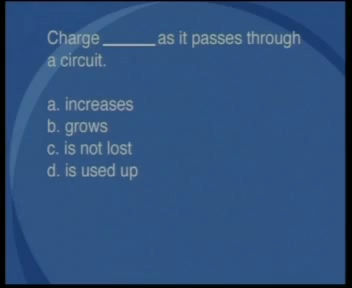 Charge ______ as it passes through
a circuit.
a. increases
b. grows
c. is not lost
d. is used up